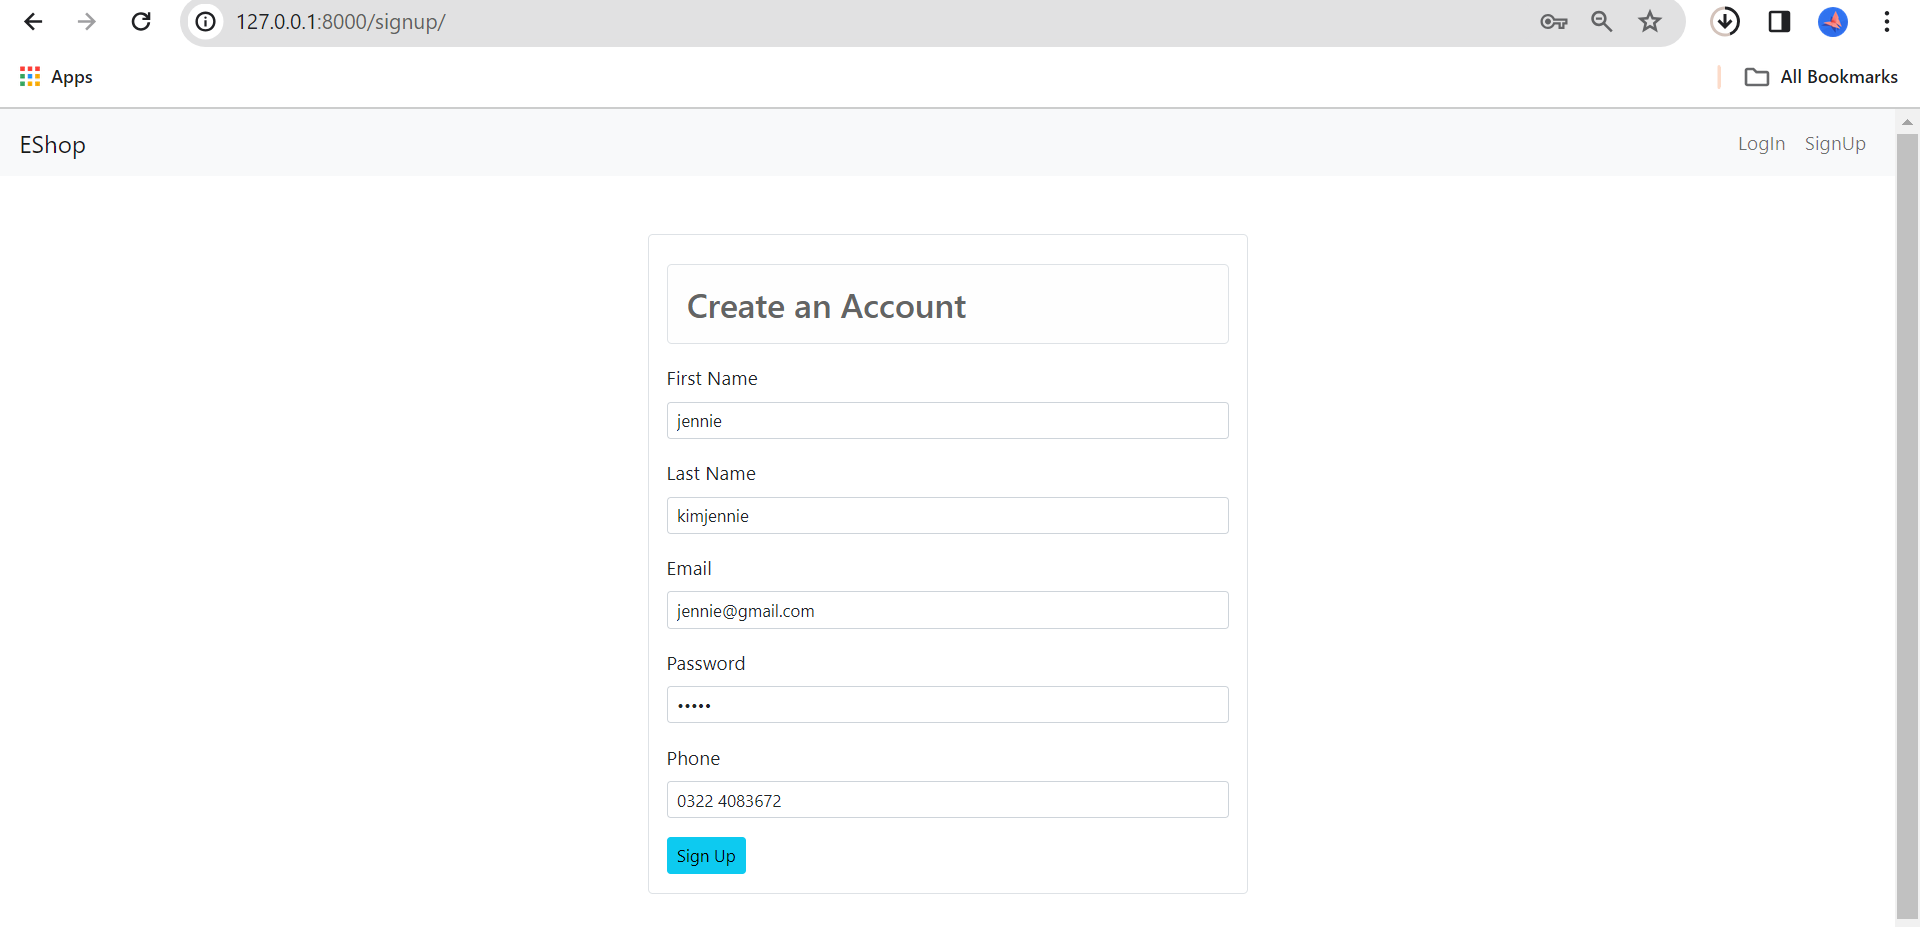 127.0.0.1:8000/signup/
Apps
All Bookmarks
EShop
LogIn SignUp
Create an Account
First Name
jennie
Last Name
kimjennie
Email
jennie@gmail.com
Password
•••••
Phone
0322 4083672
Sign Up